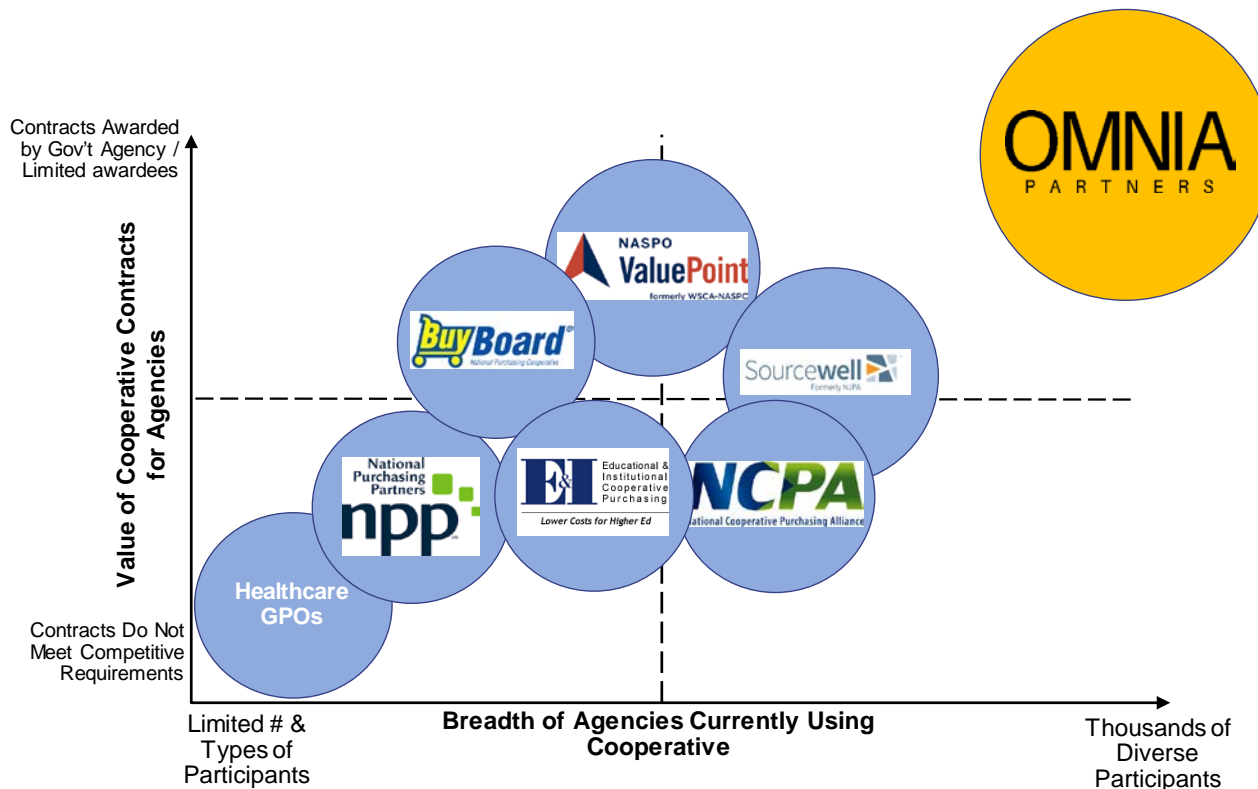 OMNIA
PARTNERS
Contracts Awarded
by Gov't Agency /
Limited awardees
NASPO
ValuePoint
formerly WSCA-NASPC
BuyBoard®
National Purchasing Cooperative
Sourcewell
Formerly NJPA
Value of Cooperative Contracts
for Agencies
National
Purchasing
Partners
npp
E&I
Educational &
Institutional
Cooperative
Purchasing
Lower Costs for Higher Ed
NCPA
ational Cooperative Purchasing Alliance
Healthcare
GPOs
Contracts Do Not
Meet Competitive
Requirements
Limited # &
Types of
Participants
Breadth of Agencies Currently Using
Cooperative
Thousands of
Diverse
Participants